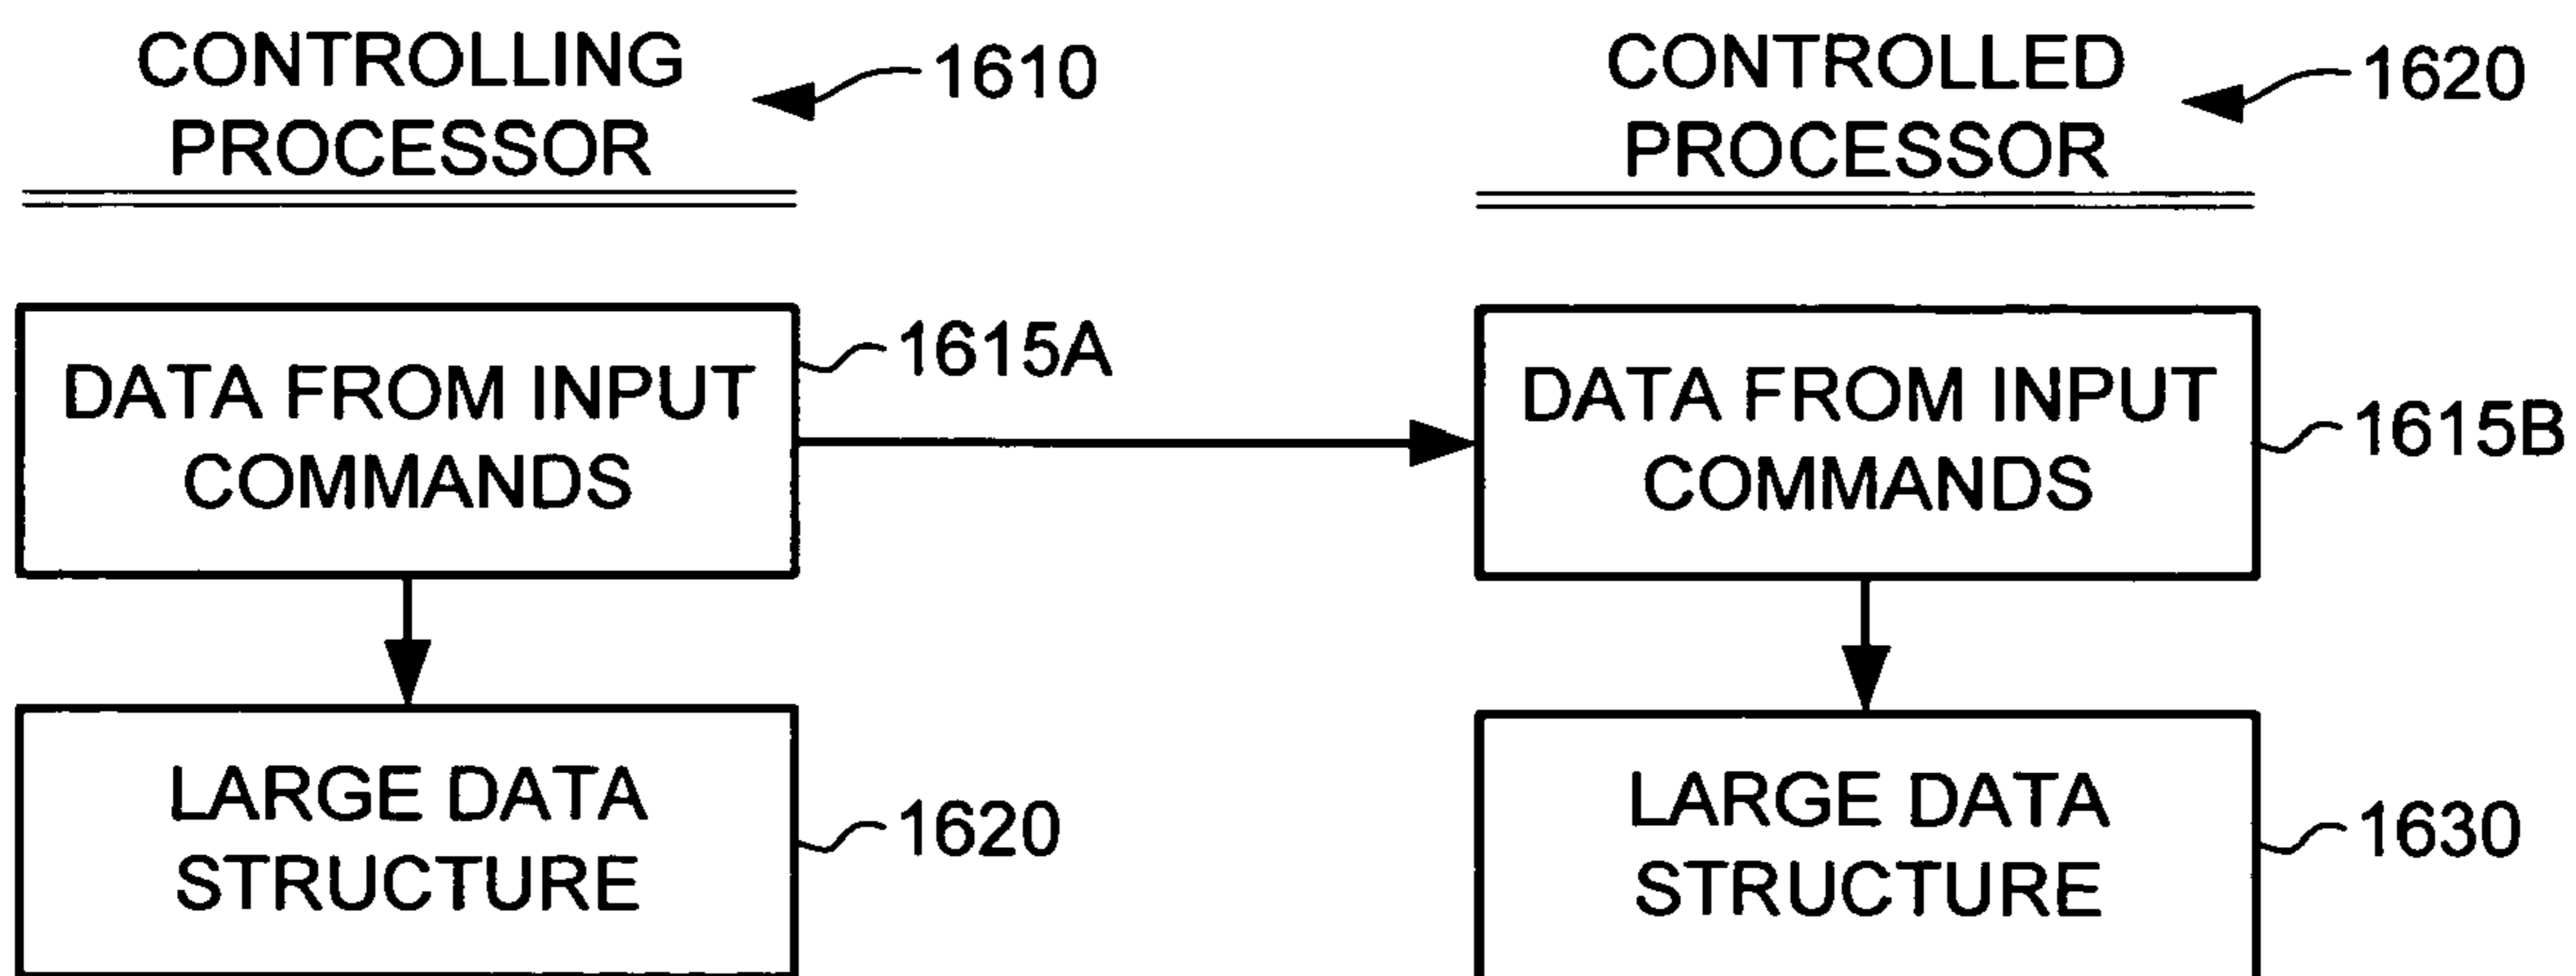 CONTROLLING
PROCESSOR
1610
CONTROLLED
PROCESSOR
1620
DATA FROM INPUT
COMMANDS
1615A
DATA FROM INPUT
COMMANDS
1615B
LARGE DATA
STRUCTURE
1620
LARGE DATA
STRUCTURE
1630